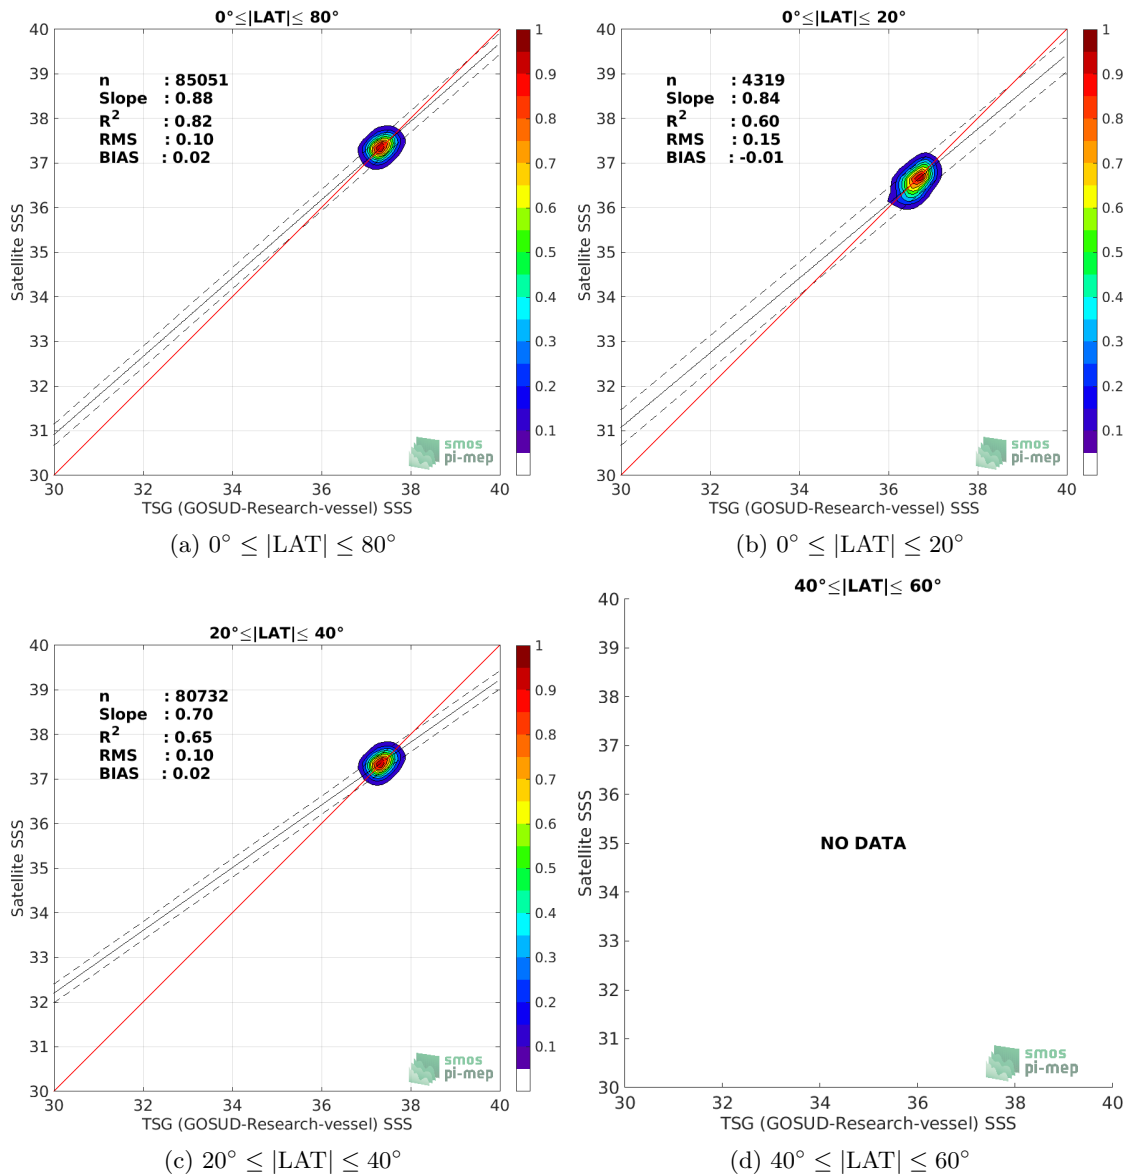 0°≤|LAT|≤ 80°
40
39
38
37
36
35
34
33
32
31
30
Satellite SSS
n : 85051
Slope : 0.88
R² : 0.82
RMS : 0.10
BIAS : 0.02
smos
pi-mep
30 32 34 36 38 40
TSG (GOSUD-Research-vessel) SSS
1
0.9
0.8
0.7
0.6
0.5
0.4
0.3
0.2
0.1
(a) 0° ≤ |LAT| ≤ 80°
0°≤|LAT|≤ 20°
40
39
38
37
36
35
34
33
32
31
30
Satellite SSS
n : 4319
Slope : 0.84
R² : 0.60
RMS : 0.15
BIAS : -0.01
smos
pi-mep
30 32 34 36 38 40
TSG (GOSUD-Research-vessel) SSS
1
0.9
0.8
0.7
0.6
0.5
0.4
0.3
0.2
0.1
(b) 0° ≤ |LAT| ≤ 20°
20°≤|LAT|≤ 40°
40
39
38
37
36
35
34
33
32
31
30
Satellite SSS
n : 80732
Slope : 0.70
R² : 0.65
RMS : 0.10
BIAS : 0.02
smos
pi-mep
30 32 34 36 38 40
TSG (GOSUD-Research-vessel) SSS
1
0.9
0.8
0.7
0.6
0.5
0.4
0.3
0.2
0.1
(c) 20° ≤ |LAT| ≤ 40°
40°≤|LAT|≤ 60°
40
39
38
37
36
35
34
33
32
31
30
Satellite SSS
NO DATA
smos
pi-mep
30 32 34 36 38 40
TSG (GOSUD-Research-vessel) SSS
(d) 40° ≤ |LAT| ≤ 60°